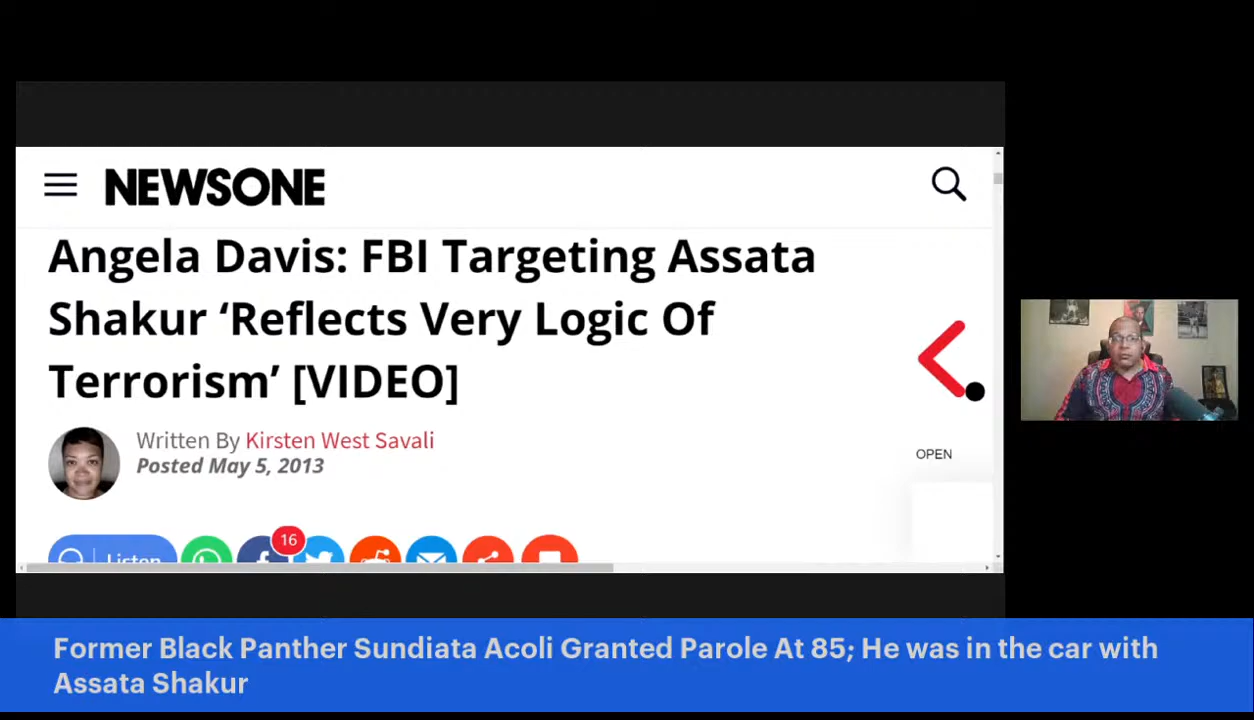 NEWSONE
Angela Davis: FBI Targeting Assata
Shakur ‘Reflects Very Logic Of
Terrorism’ [VIDEO]
Written By Kirsten West Savali
Posted May 5, 2013
OPEN
16
Listen
Former Black Panther Sundiata Acoli Granted Parole At 85; He was in the car with
Assata Shakur